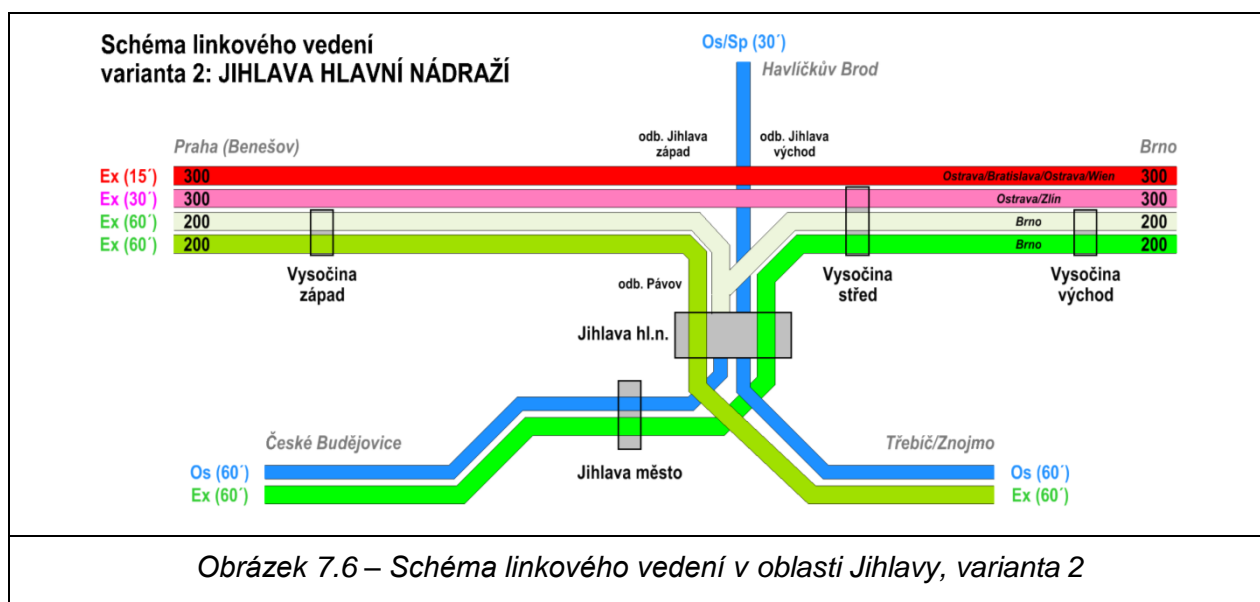 Schéma linkového vedení
varianta 2: JIHLAVA HLAVNÍ NÁDRAŽÍ
Os/Sp (30´)
Havlíčkův Brod
odb. Jihlava
západ
odb. Jihlava
východ
Praha (Benešov)
Brno
Ex (15´) 300 Ostrava/Bratislava/Ostrava/Wien 300
Ex (30´) 300 Ostrava/Zlín 300
Ex (60´) 200 Brno 200
Ex (60´) 200 Brno 200
Vysočina
západ
odb. Pávov
Vysočina
střed
Vysočina
východ
Jihlava hl.n.
České Budějovice
Třebíč/Znojmo
Jihlava město
Os (60´)
Ex (60´)
Os (60´)
Ex (60´)
Obrázek 7.6 – Schéma linkového vedení v oblasti Jihlavy, varianta 2